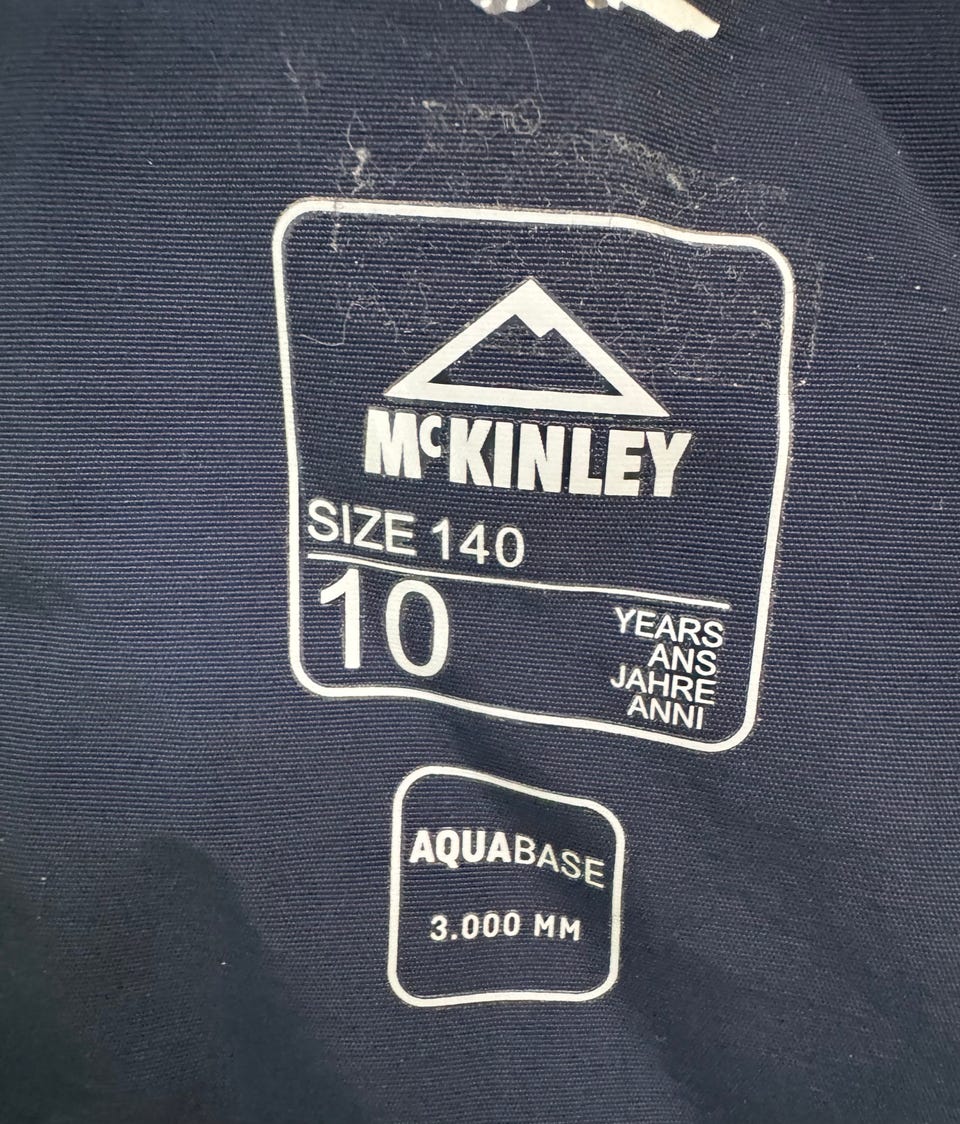 McKINLEY
SIZE 140
10
YEARS
ANS
JAHRE
ANNI
AQUABASE
3.000 MM